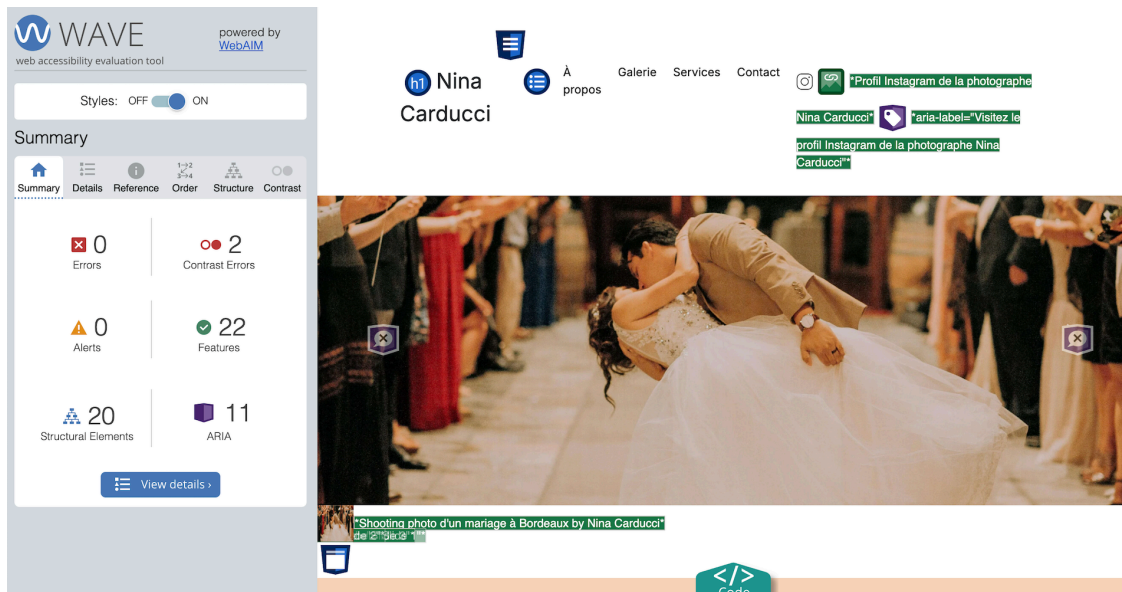 WAVE
powered by
WebAIM
web accessibility evaluation tool
Styles: OFF ON
Summary
Summary Details Reference Order Structure Contrast
0
Errors
2
Contrast Errors
0
Alerts
22
Features
20
Structural Elements
11
ARIA
View details ›
h1 Nina
Carducci
À
propos
Galerie Services Contact
*Profil Instagram de la photographe
Nina Carducci* *aria-label="Visitez le
profil Instagram de la photographe Nina
Carducci"*
*Shooting photo d'un mariage à Bordeaux by Nina Carducci*
</>
Code